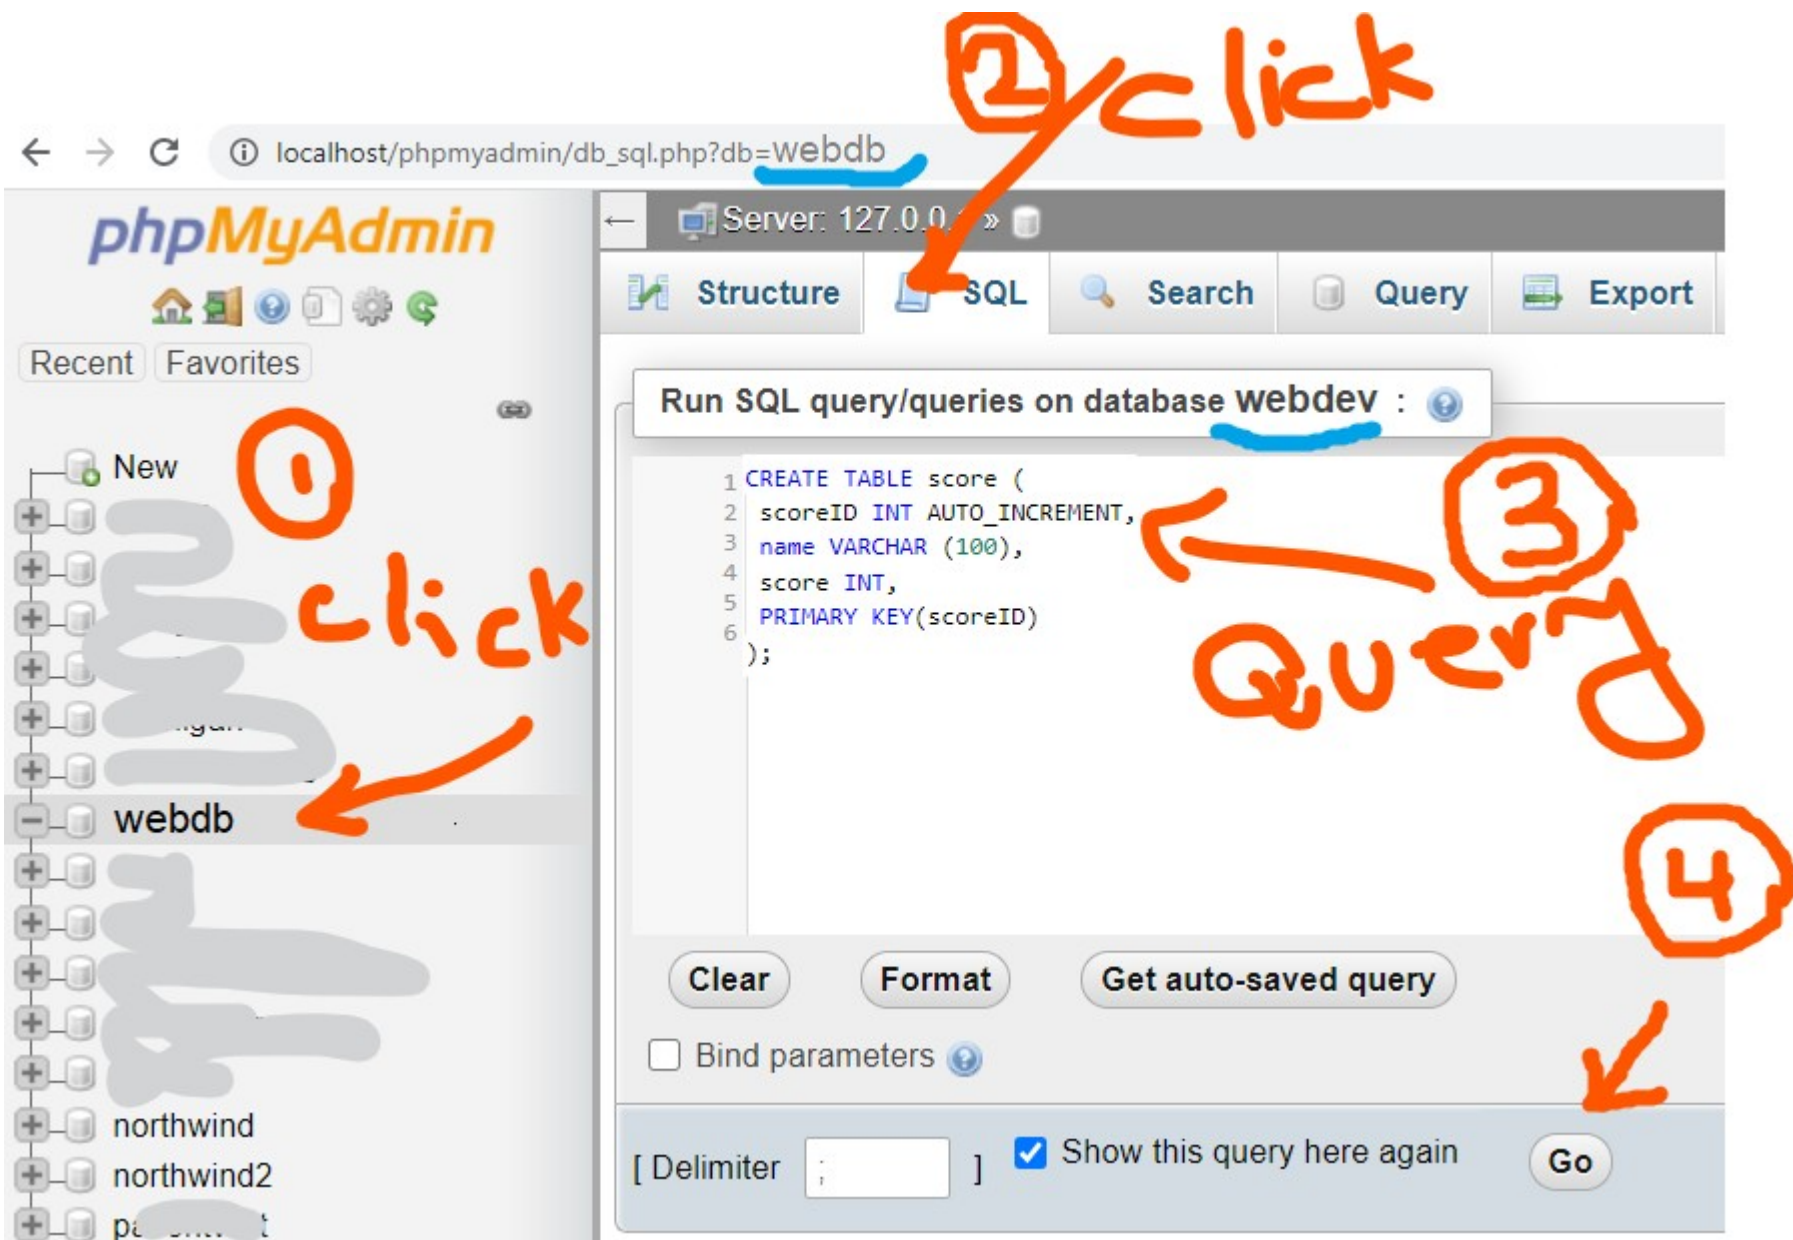 2 click
localhost/phpmyadmin/db_sql.php?db=webdb
phpMyAdmin
Recent Favorites
New
1
click
webdb
northwind
northwind2
Server: 127.0.0. »
Structure SQL Search Query Export
Run SQL query/queries on database webdev :
1 CREATE TABLE score (
2 scoreID INT AUTO_INCREMENT,
3 name VARCHAR (100),
4 score INT,
5 PRIMARY KEY(scoreID)
6 );
3
Query
4
Clear Format Get auto-saved query
Bind parameters
[ Delimiter ; ] Show this query here again Go